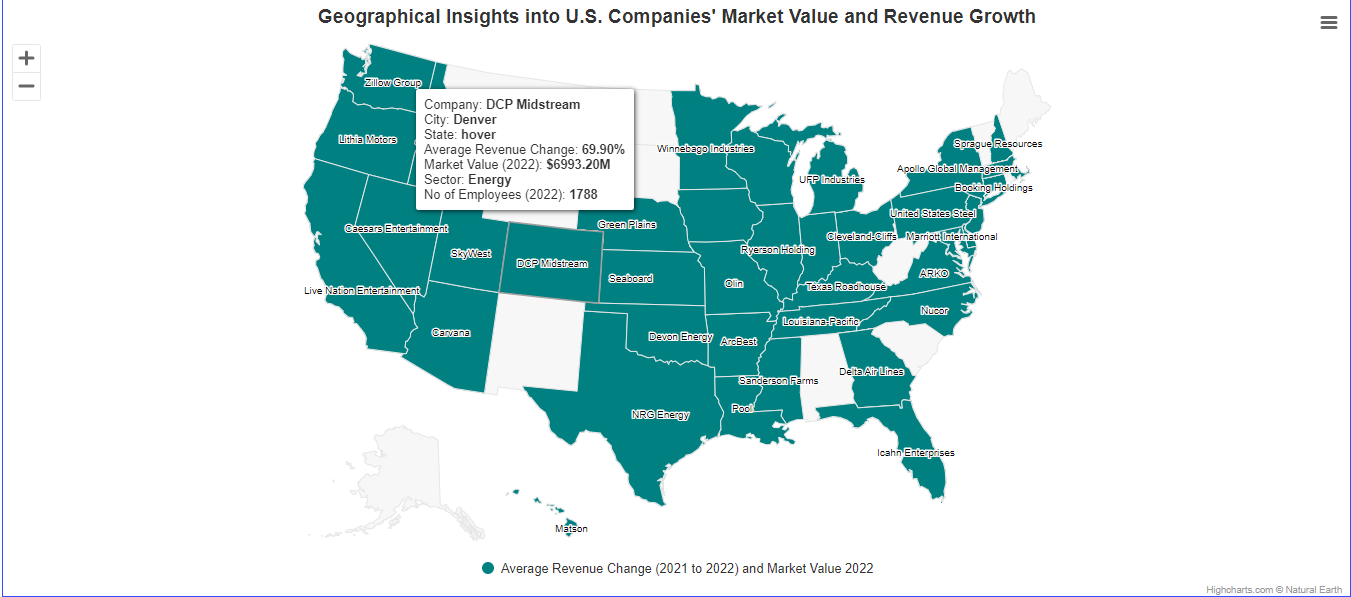 Geographical Insights into U.S. Companies' Market Value and Revenue Growth
+
−
Zillow Group
Company: DCP Midstream
City: Denver
State: hover
Average Revenue Change: 69.90%
Market Value (2022): $6993.20M
Sector: Energy
No of Employees (2022): 1788
Lithia Motors
Winnebago Industries
Sprague Resources
UFP Industries
Apollo Global Management
Booking Holdings
United States Steel
Caesars Entertainment
Green Plains
Cleveland-Cliffs
Marriott International
SkyWest
DCP Midstream
Ryerson Holding
Seaboard
Olin
ARKO
Texas Roadhouse
Live Nation Entertainment
Nucor
Louisiana-Pacific
Carvana
Devon Energy
ArcBest
Delta Air Lines
Sanderson Farms
Pool
NRG Energy
Icahn Enterprises
Matson
Average Revenue Change (2021 to 2022) and Market Value 2022
Highcharts.com © Natural Earth